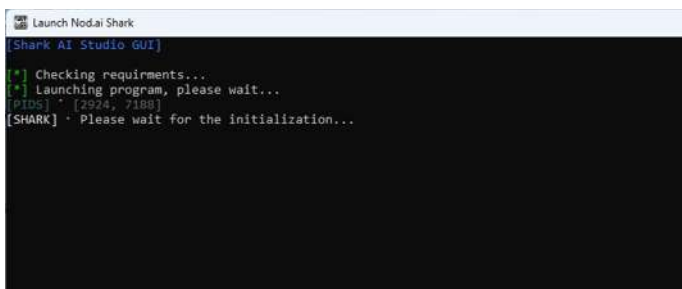 Launch Nod.ai Shark
[Shark AI Studio GUI]
[*] Checking requirments...
[*] Launching program, please wait...
[PIDS] * [2924, 7188]
[SHARK] · Please wait for the initialization...